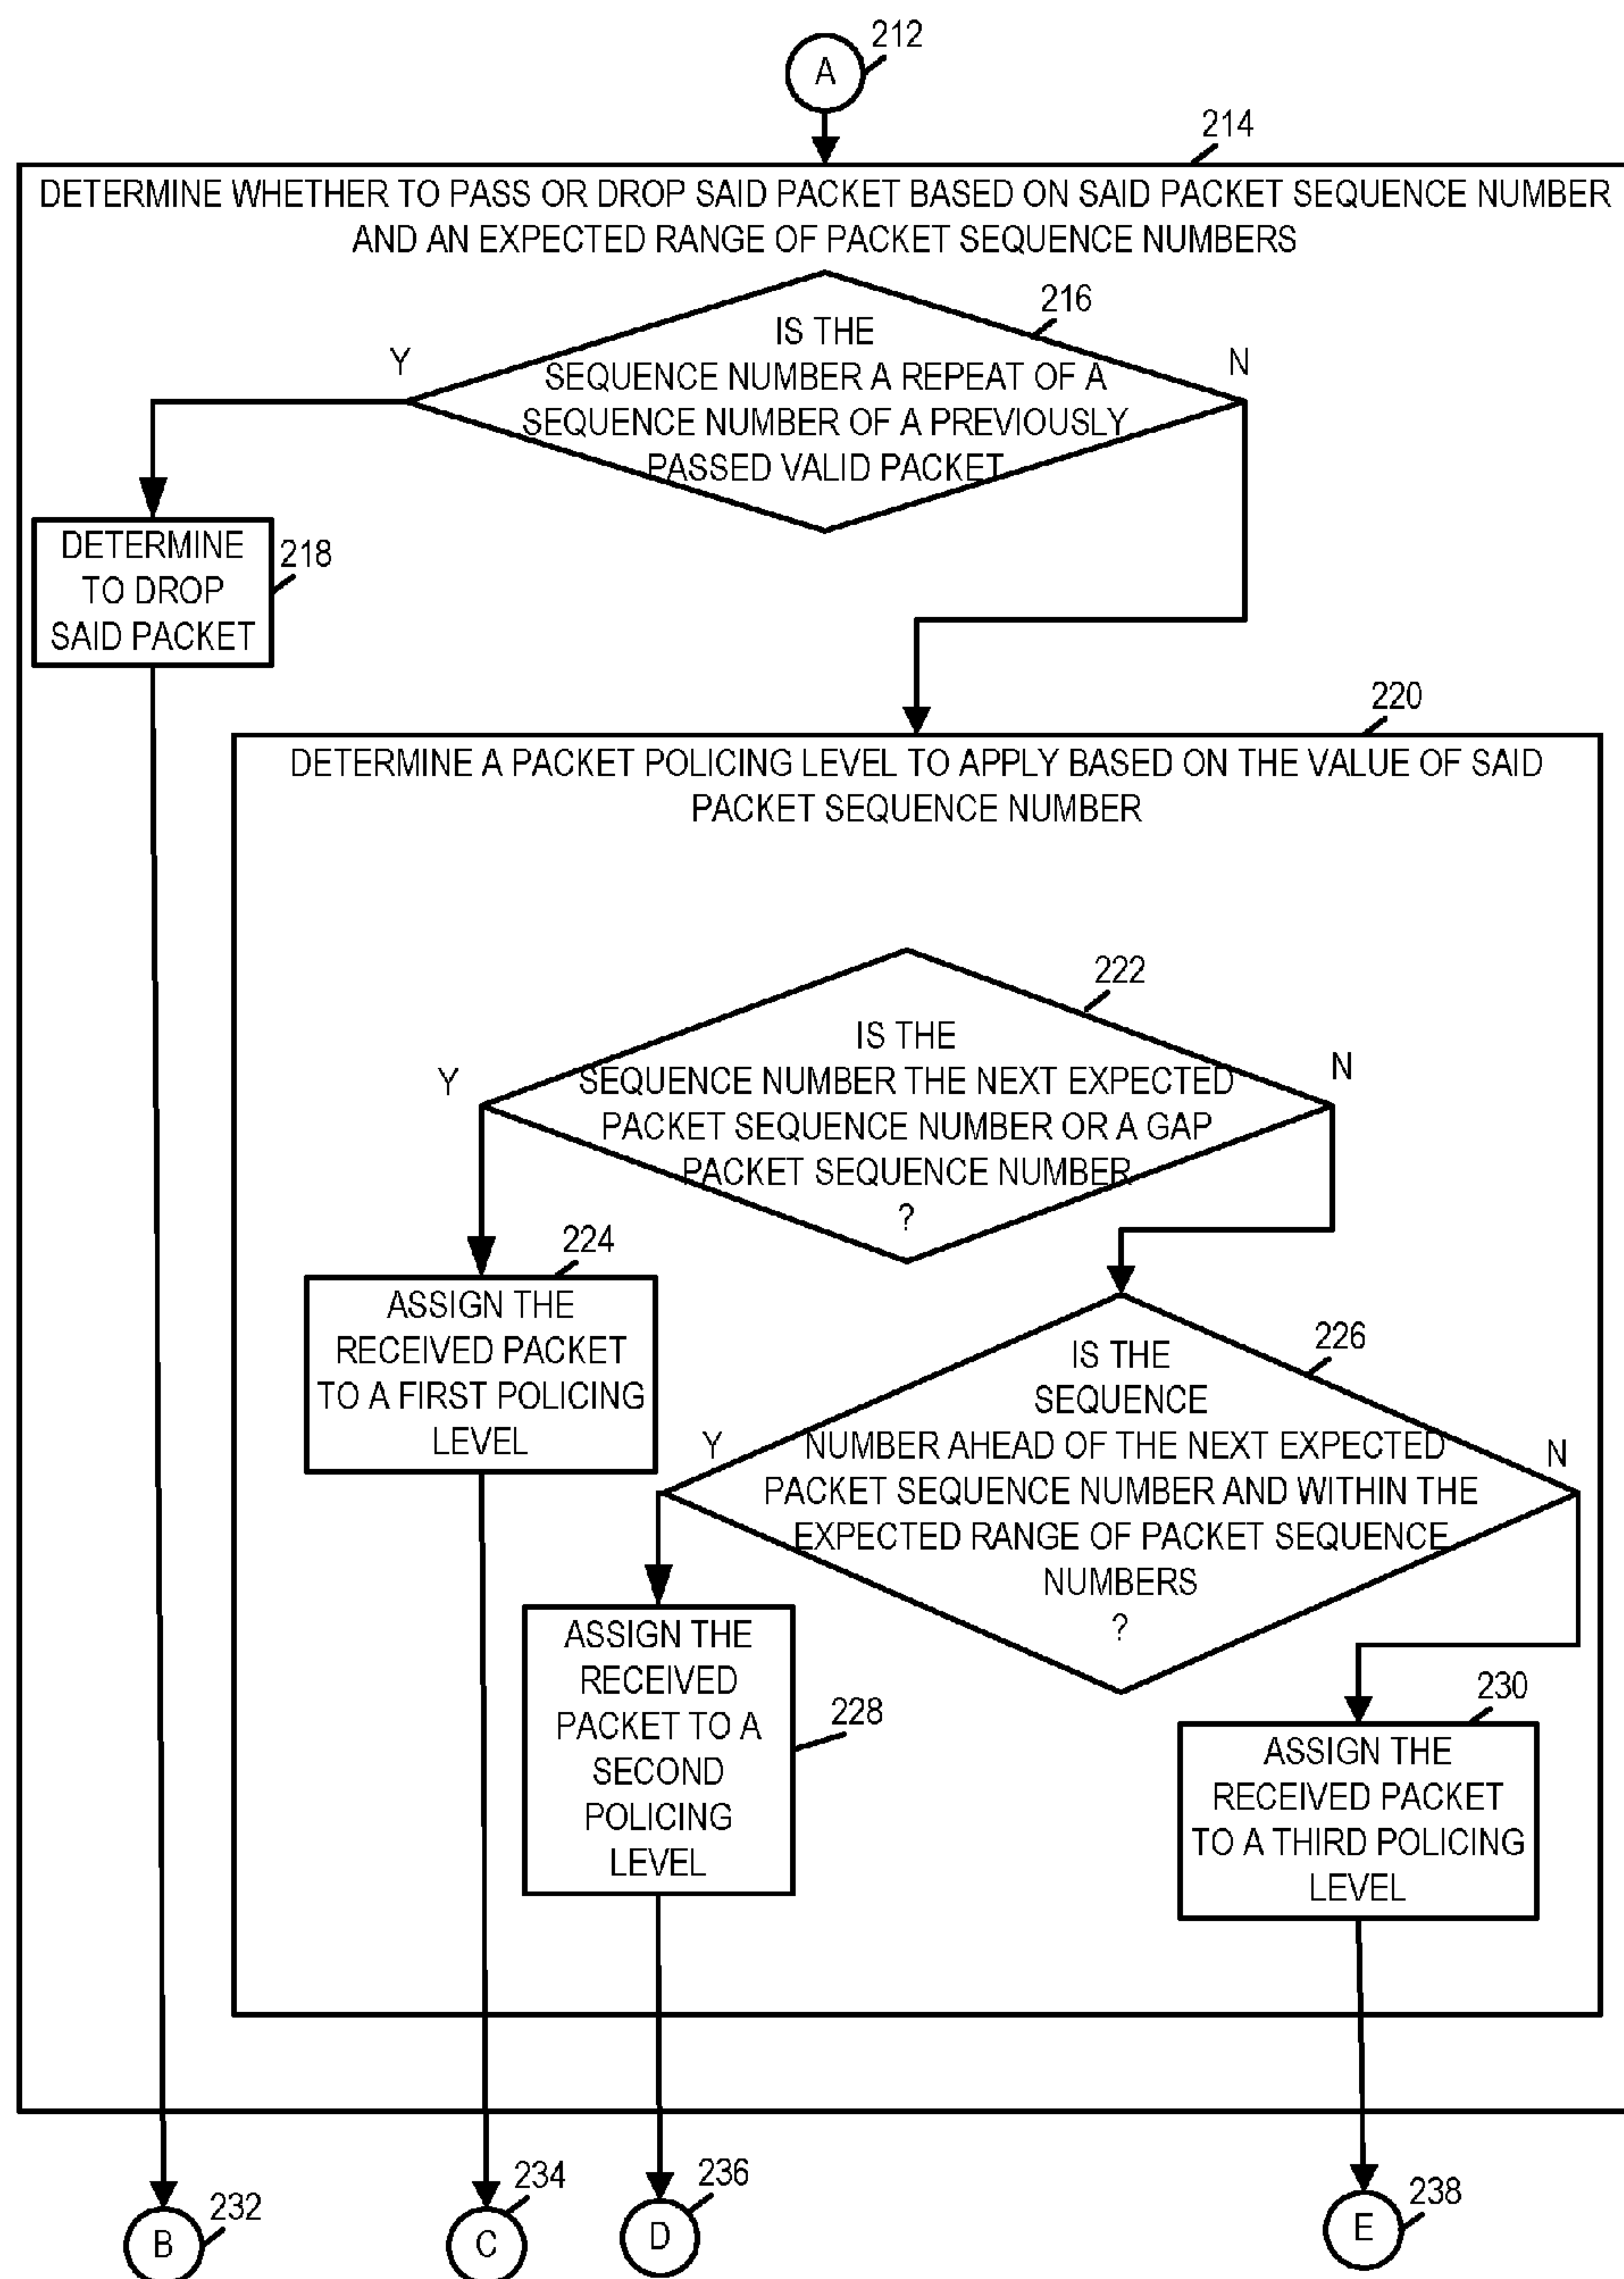 212
A
214
DETERMINE WHETHER TO PASS OR DROP SAID PACKET BASED ON SAID PACKET SEQUENCE NUMBER
AND AN EXPECTED RANGE OF PACKET SEQUENCE NUMBERS
216
IS THE
SEQUENCE NUMBER A REPEAT OF A
SEQUENCE NUMBER OF A PREVIOUSLY
PASSED VALID PACKET
Y
N
DETERMINE
TO DROP
SAID PACKET
218
220
DETERMINE A PACKET POLICING LEVEL TO APPLY BASED ON THE VALUE OF SAID
PACKET SEQUENCE NUMBER
222
IS THE
SEQUENCE NUMBER THE NEXT EXPECTED
PACKET SEQUENCE NUMBER OR A GAP
PACKET SEQUENCE NUMBER
?
Y
N
224
ASSIGN THE
RECEIVED PACKET
TO A FIRST POLICING
LEVEL
226
IS THE
SEQUENCE
NUMBER AHEAD OF THE NEXT EXPECTED
PACKET SEQUENCE NUMBER AND WITHIN THE
EXPECTED RANGE OF PACKET SEQUENCE
NUMBERS
?
Y
N
ASSIGN THE
RECEIVED
PACKET TO A
SECOND
POLICING
LEVEL
228
230
ASSIGN THE
RECEIVED PACKET
TO A THIRD POLICING
LEVEL
B
232
C
234
D
236
E
238